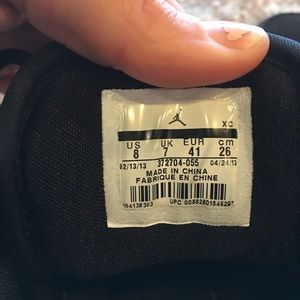 XC
US UK EUR cm
8 7 41 26
02/13/13 372704-055 04/24/13
MADE IN CHINA
FABRIQUE EN CHINE
UPC 00882801546297